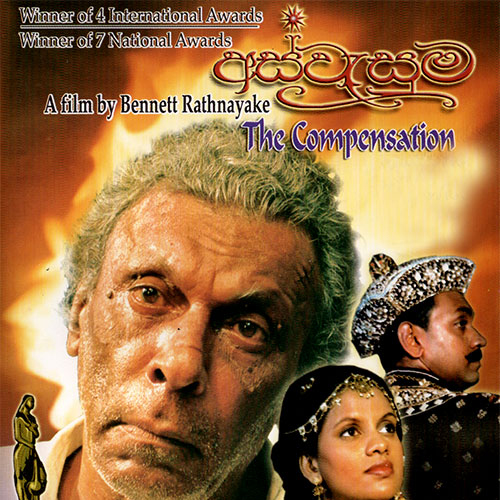 Winner of 4 International Awards
Winner of 7 National Awards
අස්වැසුම
A film by Bennett Rathnayake
The Compensation